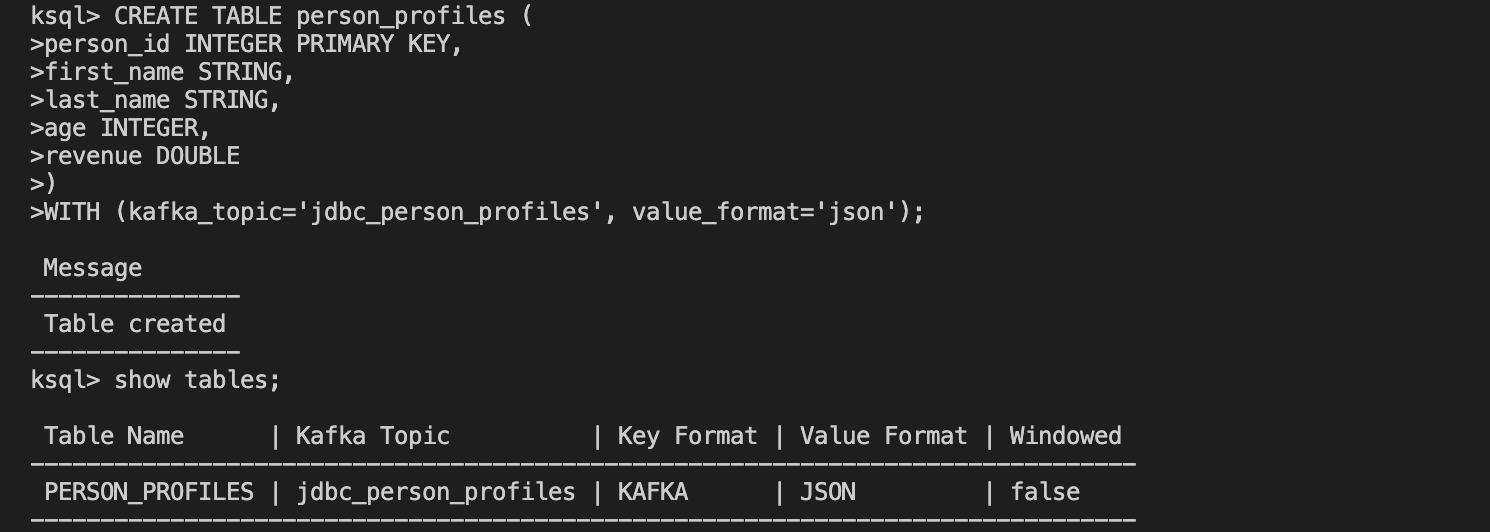 ksql> CREATE TABLE person_profiles (
>person_id INTEGER PRIMARY KEY,
>first_name STRING,
>last_name STRING,
>age INTEGER,
>revenue DOUBLE
>)
>WITH (kafka_topic='jdbc_person_profiles', value_format='json');
Message
---------------
Table created
---------------
ksql> show tables;
Table Name | Kafka Topic | Key Format | Value Format | Windowed
-------------------------------------------------------------------------------
PERSON_PROFILES | jdbc_person_profiles | KAFKA | JSON | false
-------------------------------------------------------------------------------